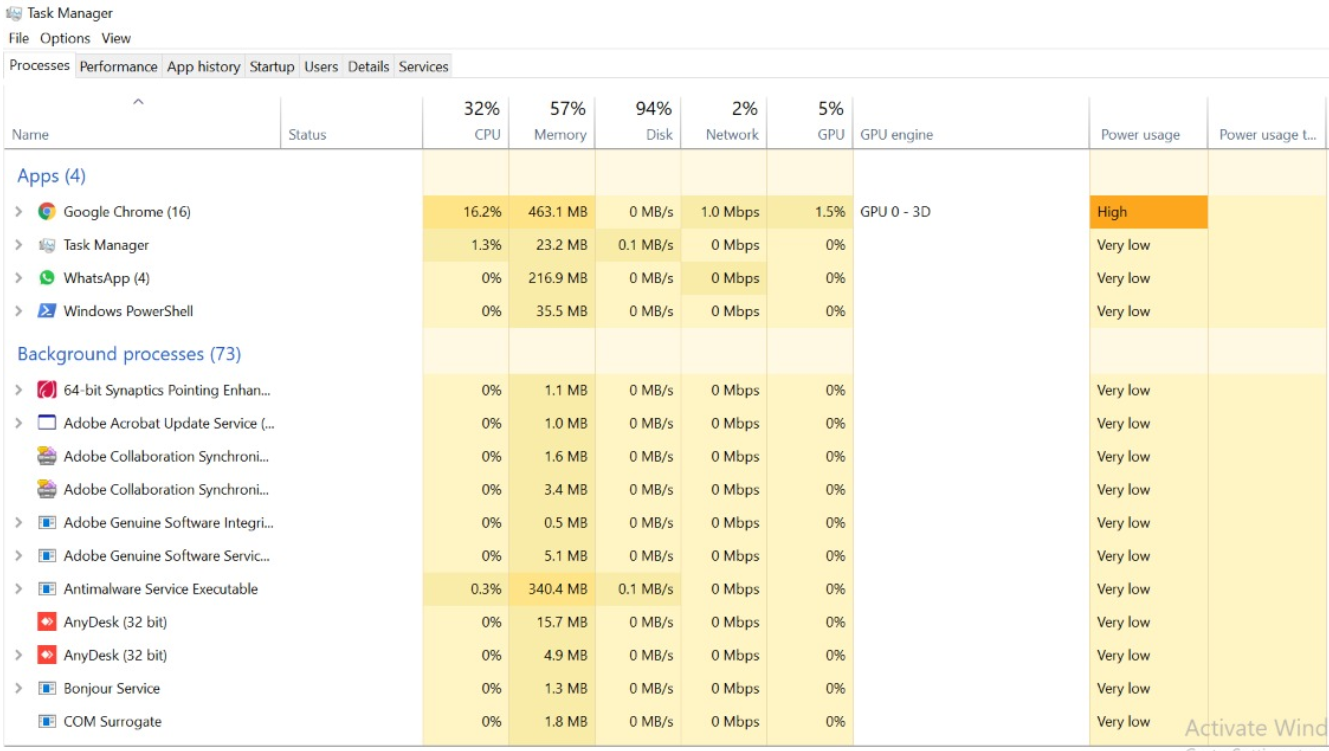 Task Manager
File Options View
Processes Performance App history Startup Users Details Services
32% 57% 94% 2% 5%
Name Status CPU Memory Disk Network GPU GPU engine Power usage Power usage t...
Apps (4)
Google Chrome (16) 16.2% 463.1 MB 0 MB/s 1.0 Mbps 1.5% GPU 0 - 3D High
Task Manager 1.3% 23.2 MB 0.1 MB/s 0 Mbps 0% Very low
WhatsApp (4) 0% 216.9 MB 0 MB/s 0 Mbps 0% Very low
Windows PowerShell 0% 35.5 MB 0 MB/s 0 Mbps 0% Very low
Background processes (73)
64-bit Synaptics Pointing Enhan... 0% 1.1 MB 0 MB/s 0 Mbps 0% Very low
Adobe Acrobat Update Service (... 0% 1.0 MB 0 MB/s 0 Mbps 0% Very low
Adobe Collaboration Synchroni... 0% 1.6 MB 0 MB/s 0 Mbps 0% Very low
Adobe Collaboration Synchroni... 0% 3.4 MB 0 MB/s 0 Mbps 0% Very low
Adobe Genuine Software Integri... 0% 0.5 MB 0 MB/s 0 Mbps 0% Very low
Adobe Genuine Software Servic... 0% 5.1 MB 0 MB/s 0 Mbps 0% Very low
Antimalware Service Executable 0.3% 340.4 MB 0.1 MB/s 0 Mbps 0% Very low
AnyDesk (32 bit) 0% 15.7 MB 0 MB/s 0 Mbps 0% Very low
AnyDesk (32 bit) 0% 4.9 MB 0 MB/s 0 Mbps 0% Very low
Bonjour Service 0% 1.3 MB 0 MB/s 0 Mbps 0% Very low
COM Surrogate 0% 1.8 MB 0 MB/s 0 Mbps 0% Very low
Activate Wind